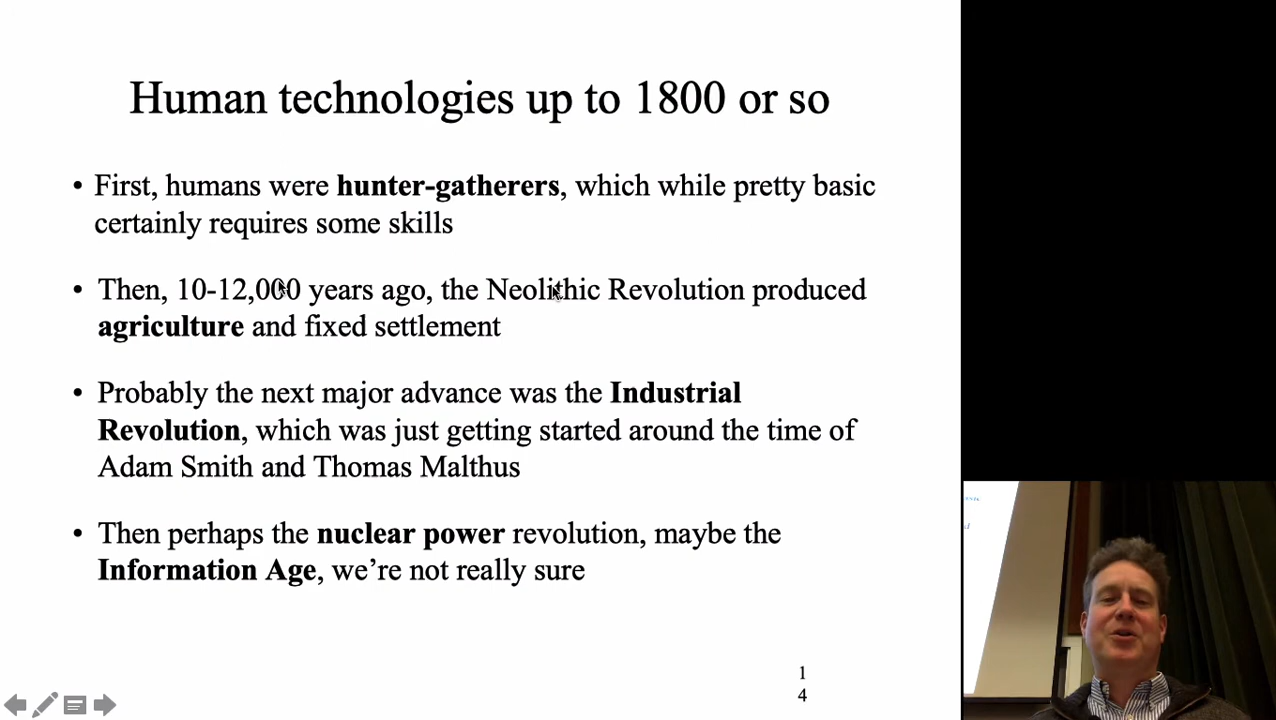 Human technologies up to 1800 or so
• First, humans were hunter-gatherers, which while pretty basic
certainly requires some skills
• Then, 10-12,000 years ago, the Neolithic Revolution produced
agriculture and fixed settlement
• Probably the next major advance was the Industrial
Revolution, which was just getting started around the time of
Adam Smith and Thomas Malthus
• Then perhaps the nuclear power revolution, maybe the
Information Age, we’re not really sure
1
4